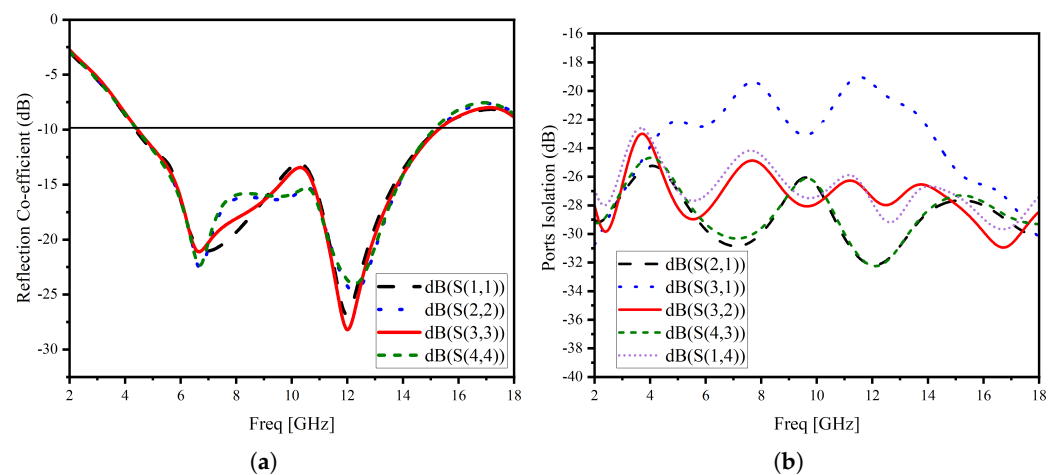 0
-5
-10
-15
-20
-25
-30
2 4 6 8 10 12 14 16 18
Reflection Co-efficient (dB)
Freq [GHz]
dB(S(1,1))
dB(S(2,2))
dB(S(3,3))
dB(S(4,4))
(a)
-16
-18
-20
-22
-24
-26
-28
-30
-32
-34
-36
-38
-40
2 4 6 8 10 12 14 16 18
Ports Isolation (dB)
Freq [GHz]
dB(S(2,1))
dB(S(3,1))
dB(S(3,2))
dB(S(4,3))
dB(S(1,4))
(b)